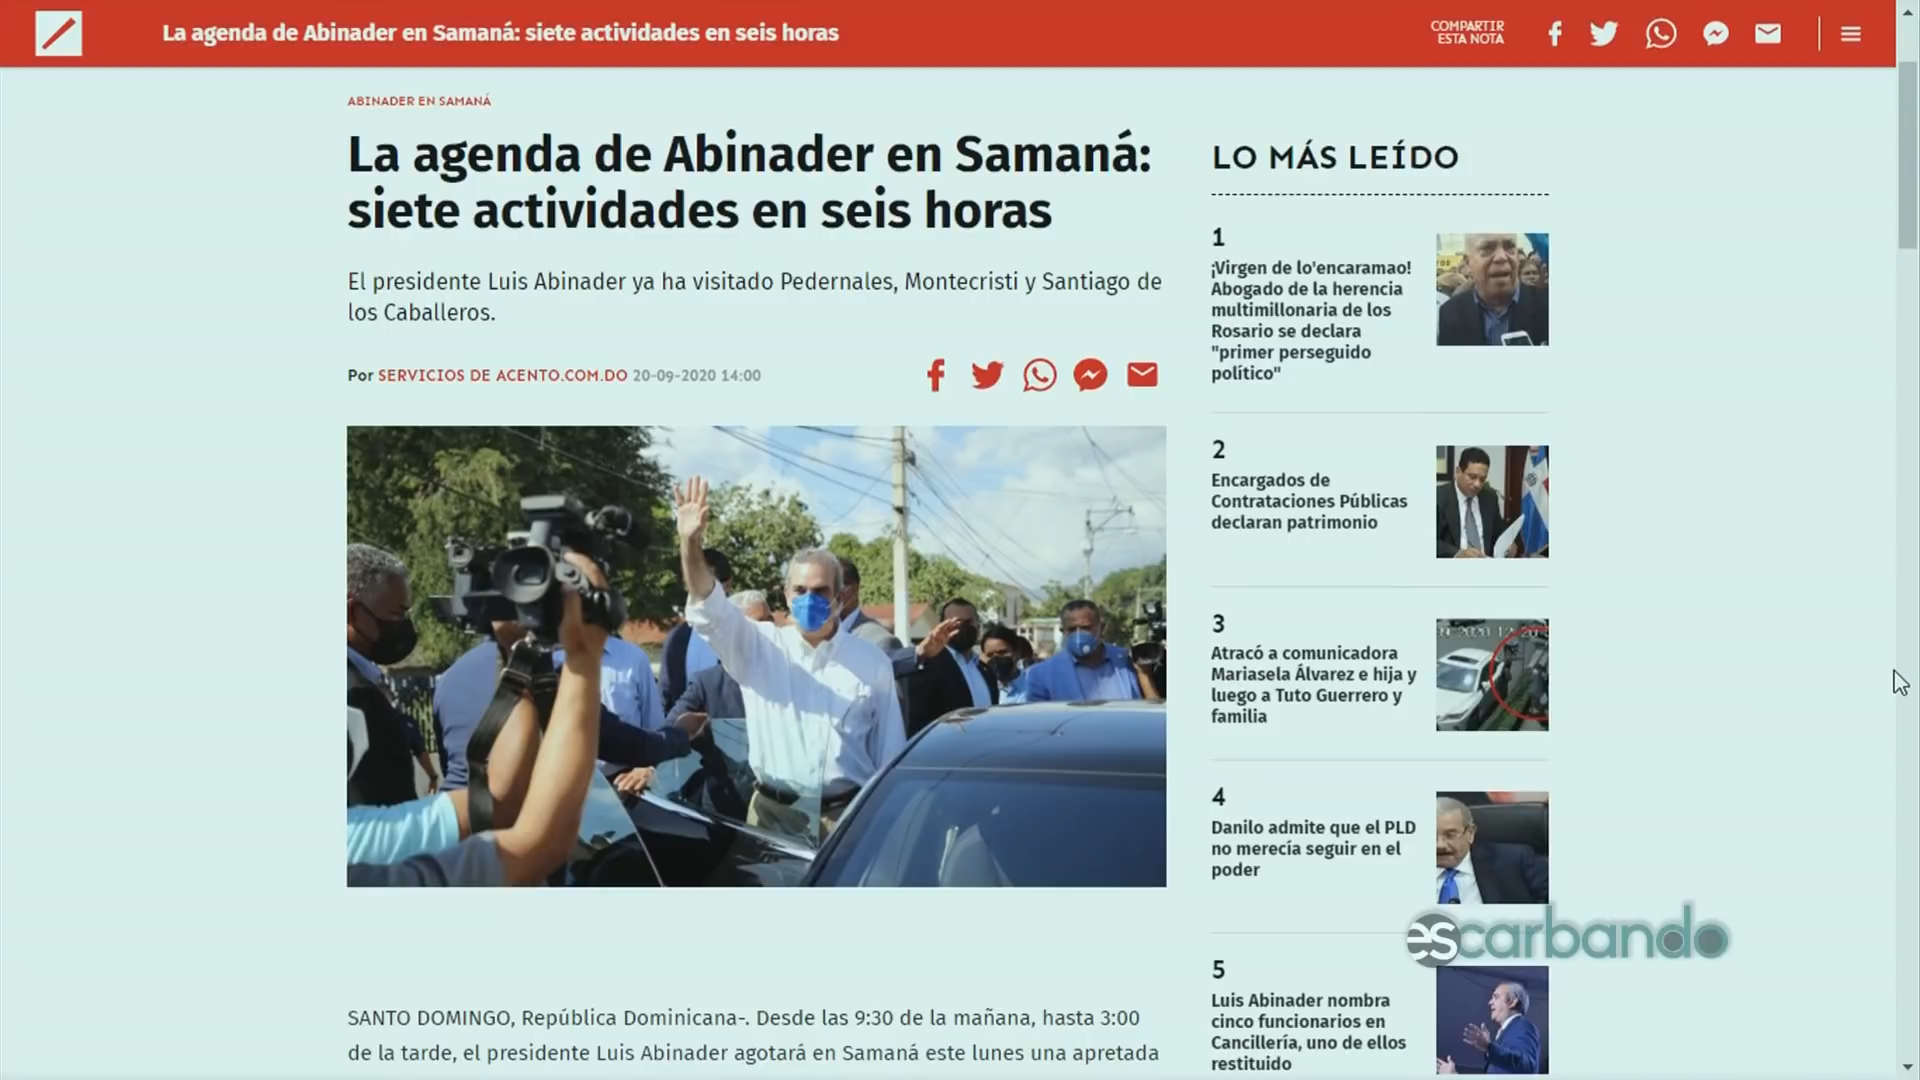 La agenda de Abinader en Samaná: siete actividades en seis horas
COMPARTIR
ESTA NOTA
ABINADER EN SAMANÁ
La agenda de Abinader en Samaná:
siete actividades en seis horas
El presidente Luis Abinader ya ha visitado Pedernales, Montecristi y Santiago de
los Caballeros.
Por SERVICIOS DE ACENTO.COM.DO 20-09-2020 14:00
SANTO DOMINGO, República Dominicana-. Desde las 9:30 de la mañana, hasta 3:00
de la tarde, el presidente Luis Abinader agotará en Samaná este lunes una apretada
LO MÁS LEÍDO
1
¡Virgen de lo'encaramao!
Abogado de la herencia
multimillonaria de los
Rosario se declara
"primer perseguido
político"
2
Encargados de
Contrataciones Públicas
declaran patrimonio
3
Atracó a comunicadora
Mariasela Álvarez e hija y
luego a Tuto Guerrero y
familia
4
Danilo admite que el PLD
no merecía seguir en el
poder
5
Luis Abinader nombra
cinco funcionarios en
Cancillería, uno de ellos
restituido
escarbando